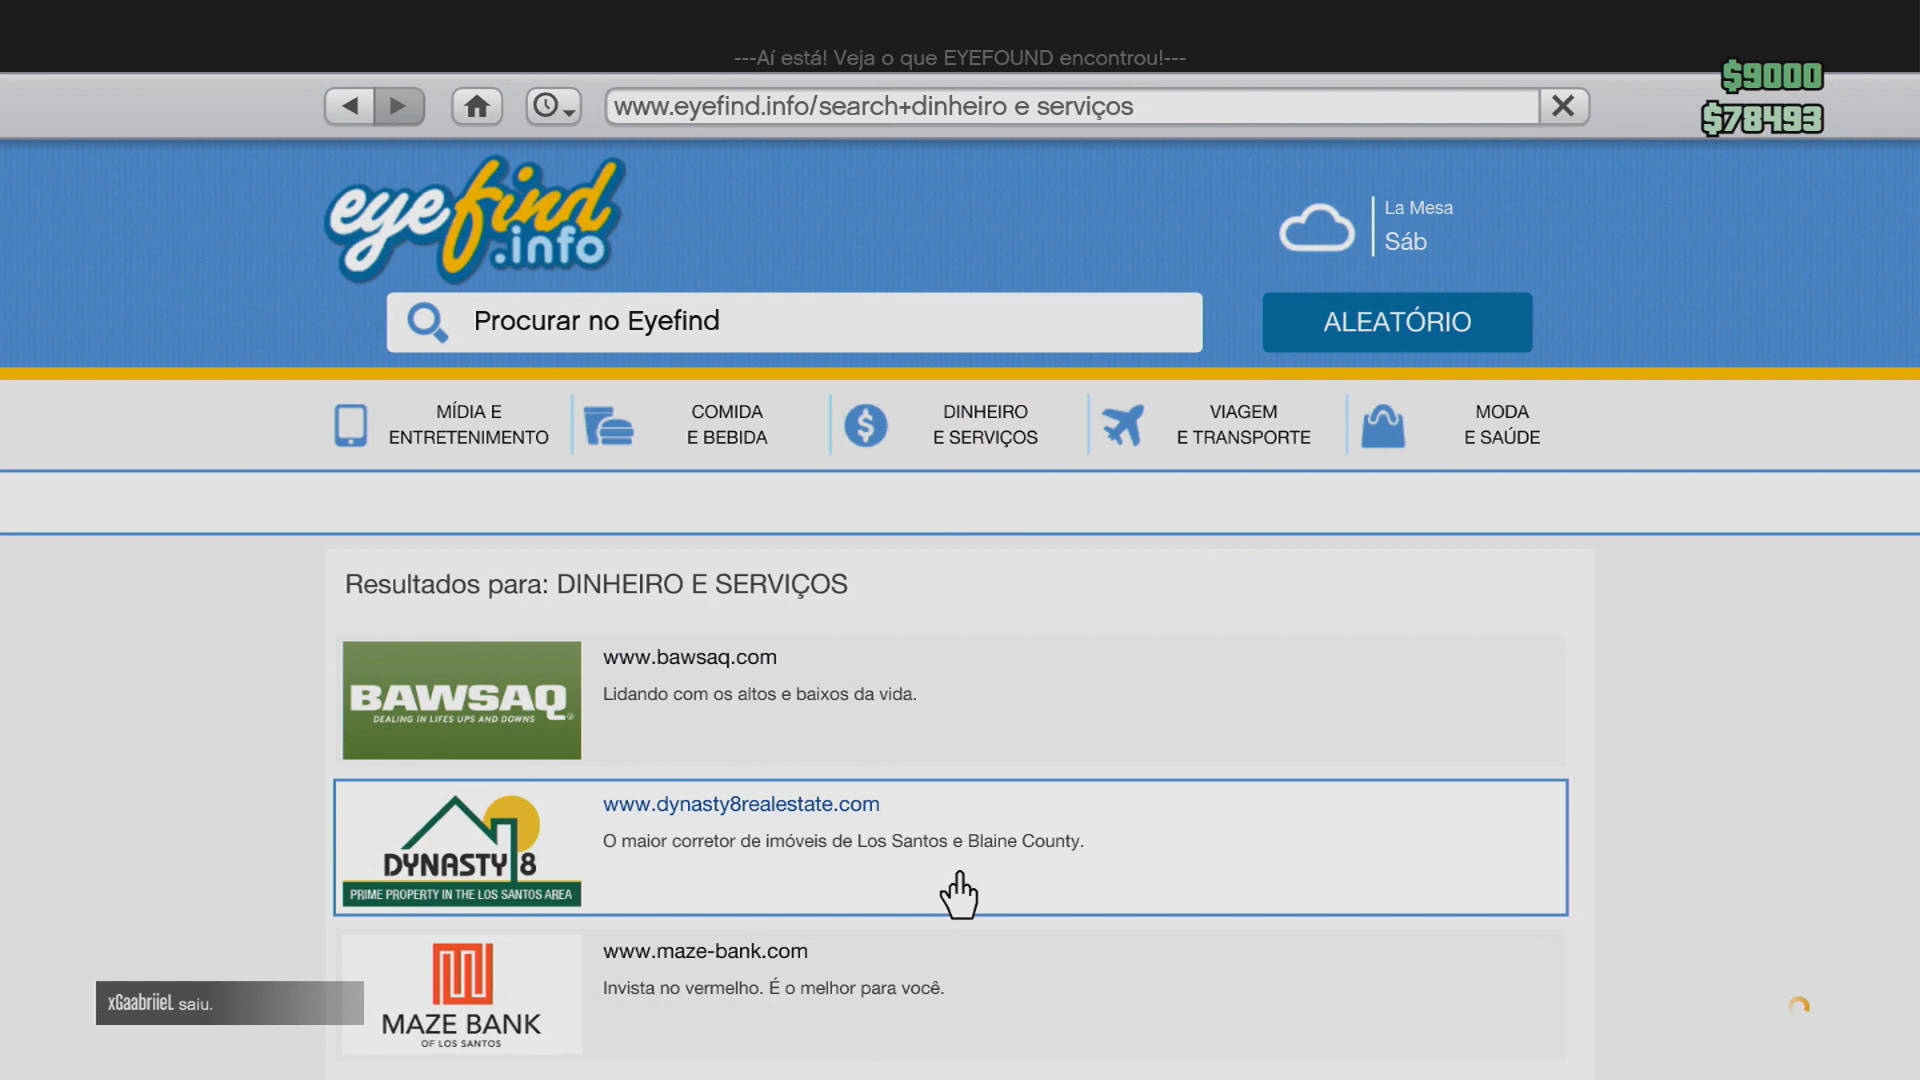 ---Aí está! Veja o que EYEFOUND encontrou!---
$9000
www.eyefind.info/search+dinheiro e serviços
$78493
eyefind
.info
La Mesa
Sáb
Procurar no Eyefind
ALEATÓRIO
MÍDIA E
ENTRETENIMENTO
COMIDA
E BEBIDA
DINHEIRO
E SERVIÇOS
VIAGEM
E TRANSPORTE
MODA
E SAÚDE
Resultados para: DINHEIRO E SERVIÇOS
BAWSAQ
DEALING IN LIFES UPS AND DOWNS
www.bawsaq.com
Lidando com os altos e baixos da vida.
DYNASTY 8
PRIME PROPERTY IN THE LOS SANTOS AREA
www.dynasty8realestate.com
O maior corretor de imóveis de Los Santos e Blaine County.
MAZE BANK
OF LOS SANTOS
www.maze-bank.com
Invista no vermelho. É o melhor para você.
xGaabriieL saiu.